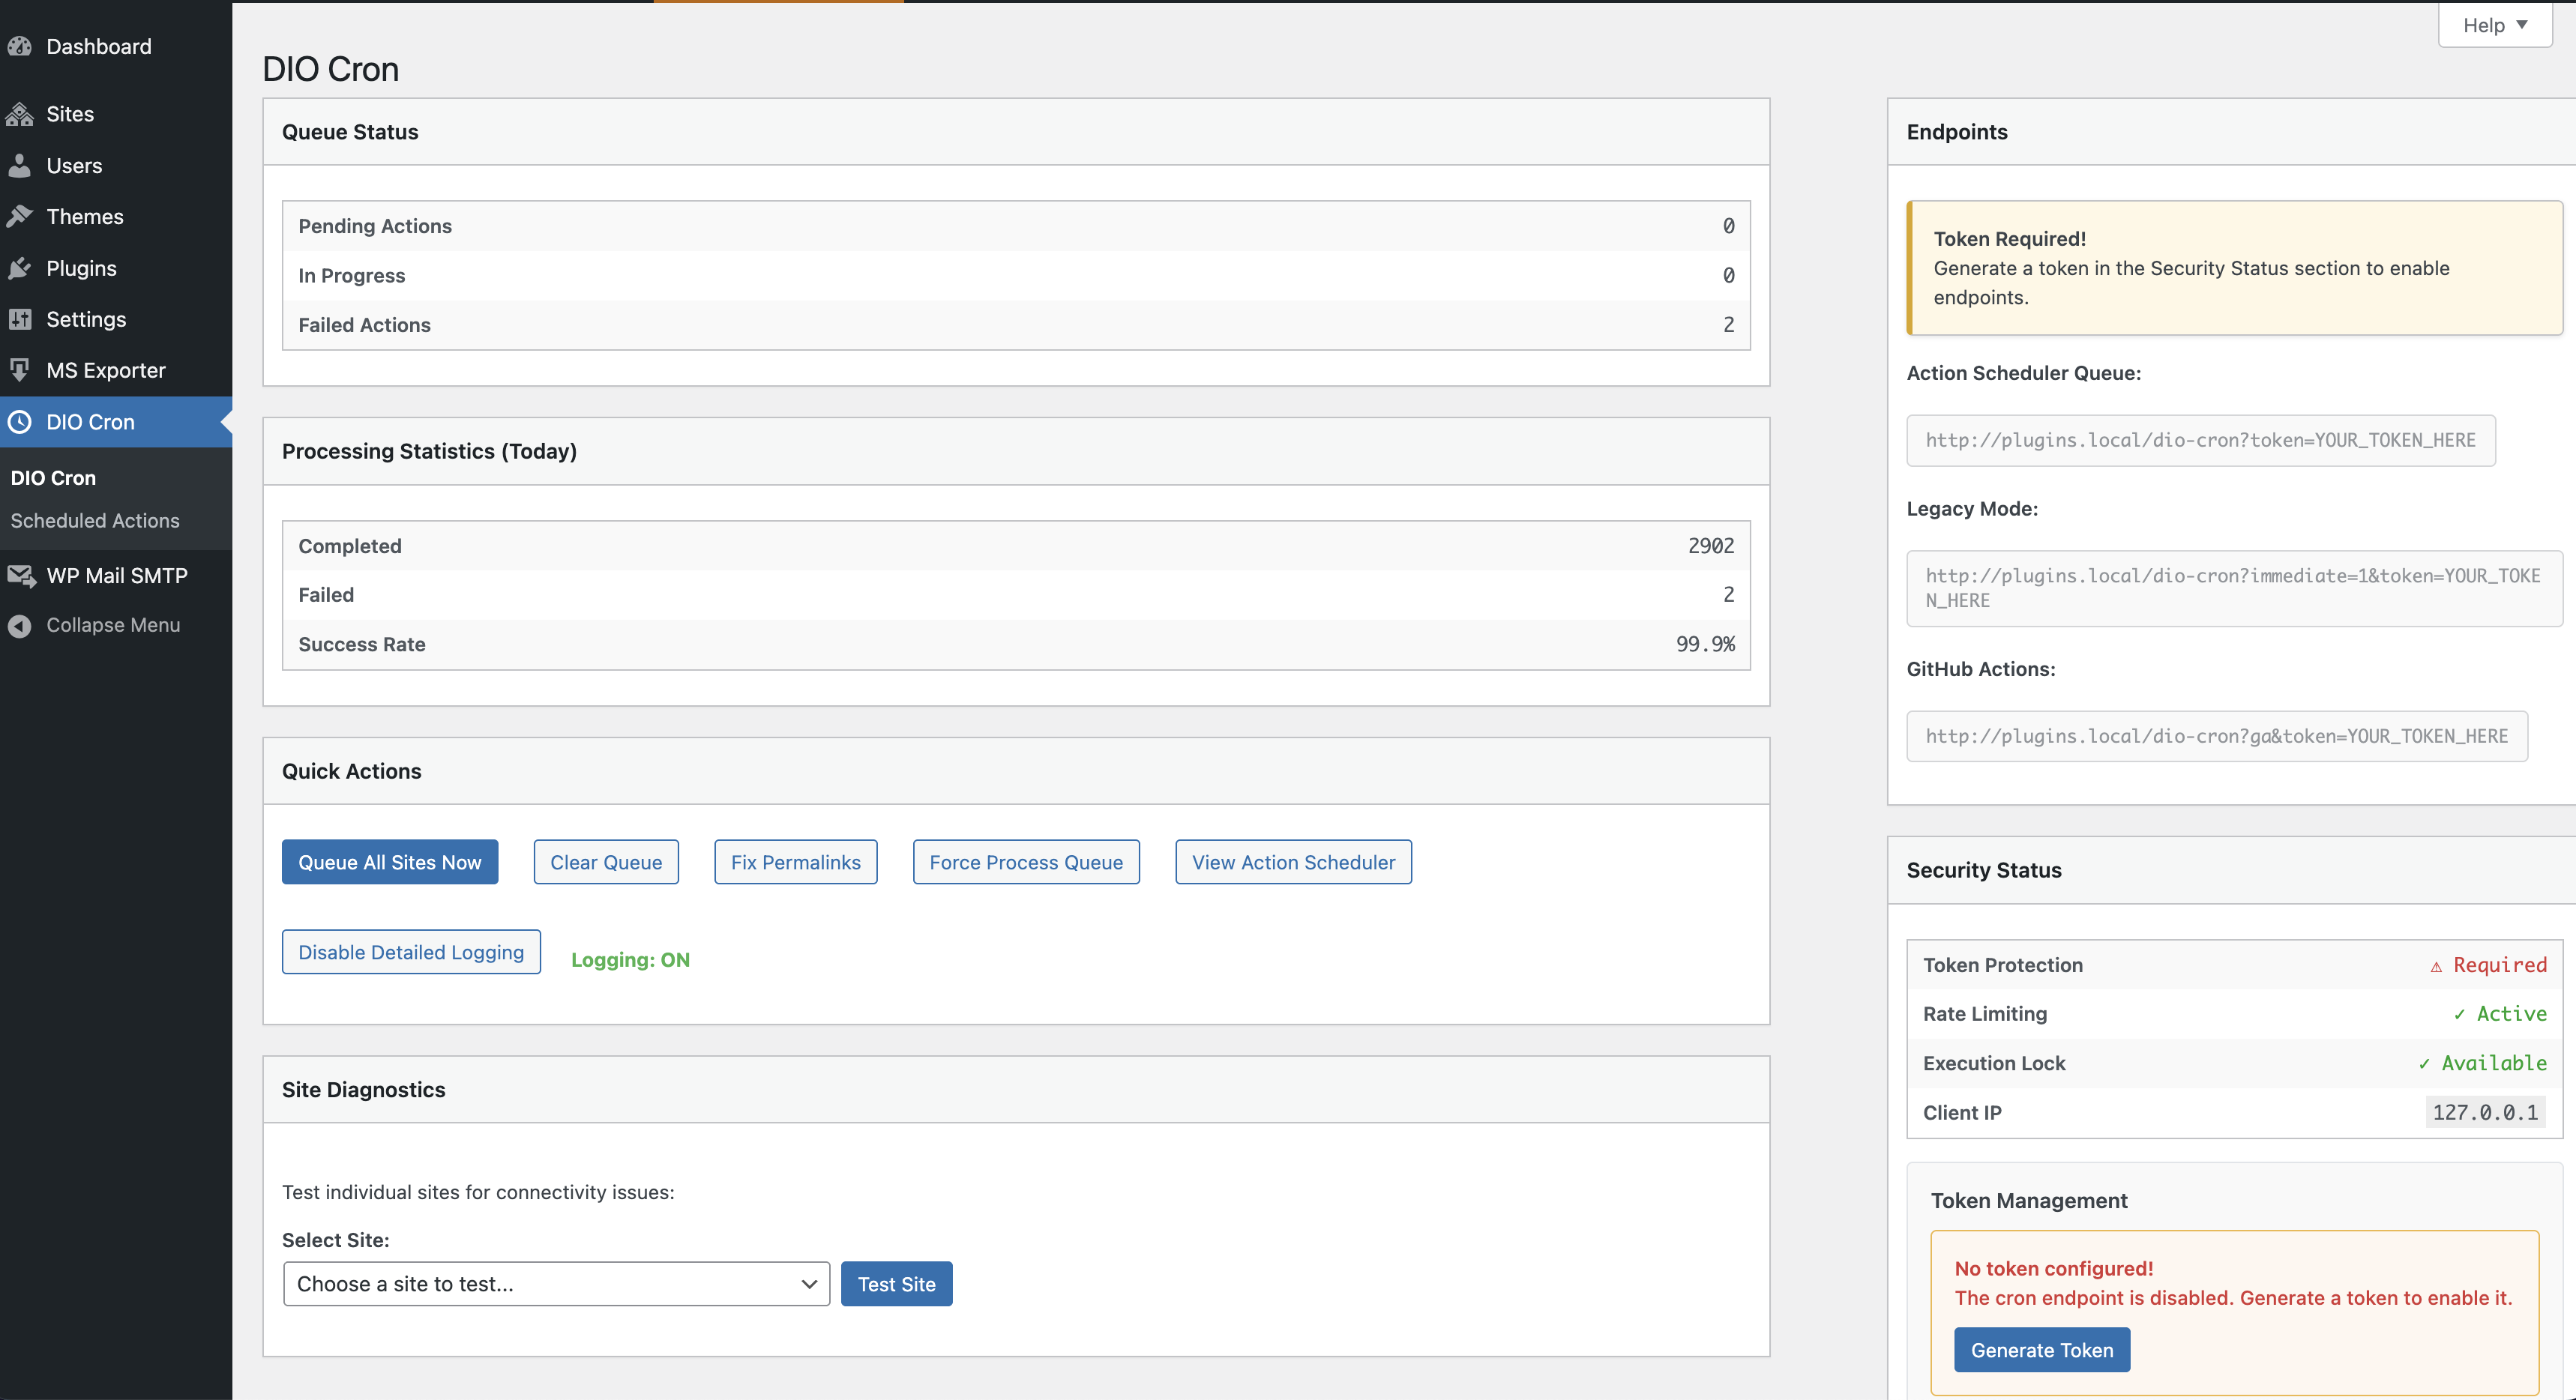 Help
Dashboard
Sites
Users
Themes
Plugins
Settings
MS Exporter
DIO Cron
DIO Cron
Scheduled Actions
WP Mail SMTP
Collapse Menu
DIO Cron
Queue Status
Pending Actions 0
In Progress 0
Failed Actions 2
Processing Statistics (Today)
Completed 2902
Failed 2
Success Rate 99.9%
Quick Actions
Queue All Sites Now Clear Queue Fix Permalinks Force Process Queue View Action Scheduler
Disable Detailed Logging Logging: ON
Site Diagnostics
Test individual sites for connectivity issues:
Select Site:
Choose a site to test... Test Site
Endpoints
Token Required!
Generate a token in the Security Status section to enable
endpoints.
Action Scheduler Queue:
http://plugins.local/dio-cron?token=YOUR_TOKEN_HERE
Legacy Mode:
http://plugins.local/dio-cron?immediate=1&token=YOUR_TOKE
N_HERE
GitHub Actions:
http://plugins.local/dio-cron?ga&token=YOUR_TOKEN_HERE
Security Status
Token Protection ⚠ Required
Rate Limiting ✓ Active
Execution Lock ✓ Available
Client IP 127.0.0.1
Token Management
No token configured!
The cron endpoint is disabled. Generate a token to enable it.
Generate Token